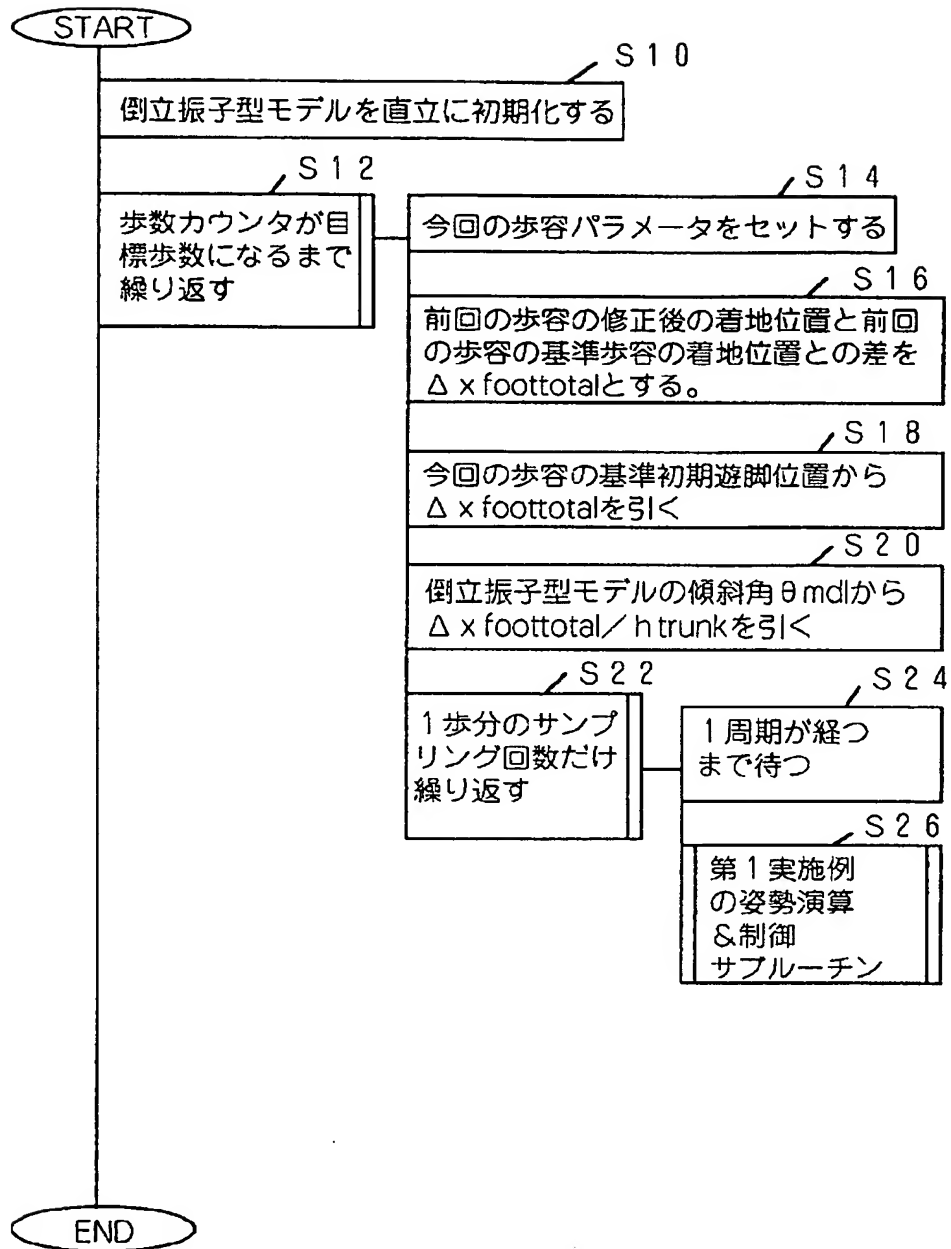 START
S10
倒立振子型モデルを直立に初期化する
S12
歩数カウンタが目
標歩数になるまで
繰り返す
S14
今回の歩容パラメータをセットする
S16
前回の歩容の修正後の着地位置と前回
の歩容の基準歩容の着地位置との差を
Δxfoottotalとする。
S18
今回の歩容の基準初期遊脚位置から
Δxfoottotalを引く
S20
倒立振子型モデルの傾斜角θmdlから
Δxfoottotal/htrunkを引く
S22
1歩分のサンプ
リング回数だけ
繰り返す
S24
1周期が経つ
まで待つ
S26
第1実施例
の姿勢演算
&制御
サブルーチン
END